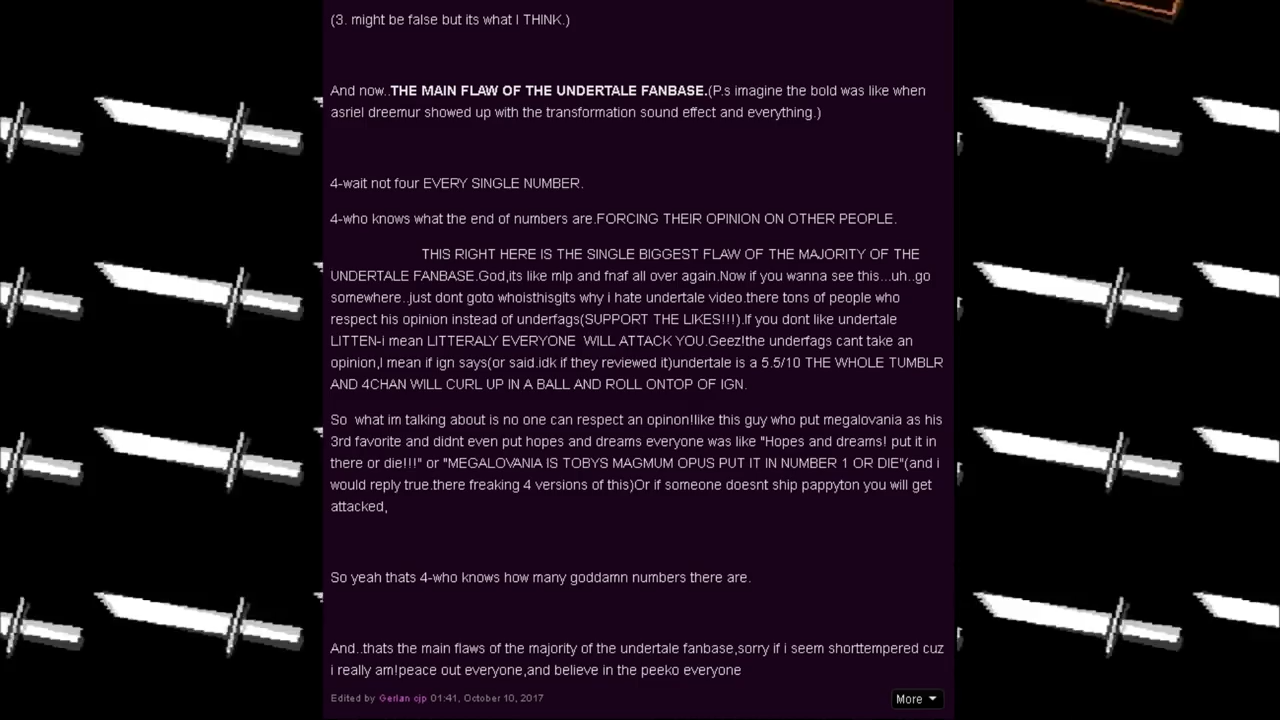 (3. might be false but its what I THINK.)
And now..THE MAIN FLAW OF THE UNDERTALE FANBASE.(P.s imagine the bold was like when
asriel dreemur showed up with the transformation sound effect and everything.)
4-wait not four EVERY SINGLE NUMBER.
4-who knows what the end of numbers are.FORCING THEIR OPINION ON OTHER PEOPLE.
THIS RIGHT HERE IS THE SINGLE BIGGEST FLAW OF THE MAJORITY OF THE
UNDERTALE FANBASE.God,its like mlp and fnaf all over again.Now if you wanna see this...uh..go
somewhere..just dont goto whoisthisgits why i hate undertale video.there tons of people who
respect his opinion instead of underfags(SUPPORT THE LIKES!!!).If you dont like undertale
LITTEN-i mean LITTERALY EVERYONE  WILL ATTACK YOU.Geez!the underfags cant take an
opinion,I mean if ign says(or said.idk if they reviewed it)undertale is a 5.5/10 THE WHOLE TUMBLR
AND 4CHAN WILL CURL UP IN A BALL AND ROLL ONTOP OF IGN.
So  what im talking about is no one can respect an opinon!like this guy who put megalovania as his
3rd favorite and didnt even put hopes and dreams everyone was like "Hopes and dreams! put it in
there or die!!!" or "MEGALOVANIA IS TOBYS MAGMUM OPUS PUT IT IN NUMBER 1 OR DIE"(and i
would reply true.there freaking 4 versions of this)Or if someone doesnt ship pappyton you will get
attacked,
So yeah thats 4-who knows how many goddamn numbers there are.
And..thats the main flaws of the majority of the undertale fanbase,sorry if i seem shorttempered cuz
i really am!peace out everyone,and believe in the peeko everyone
Edited by Gerlan cjp 01:41, October 10, 2017
More